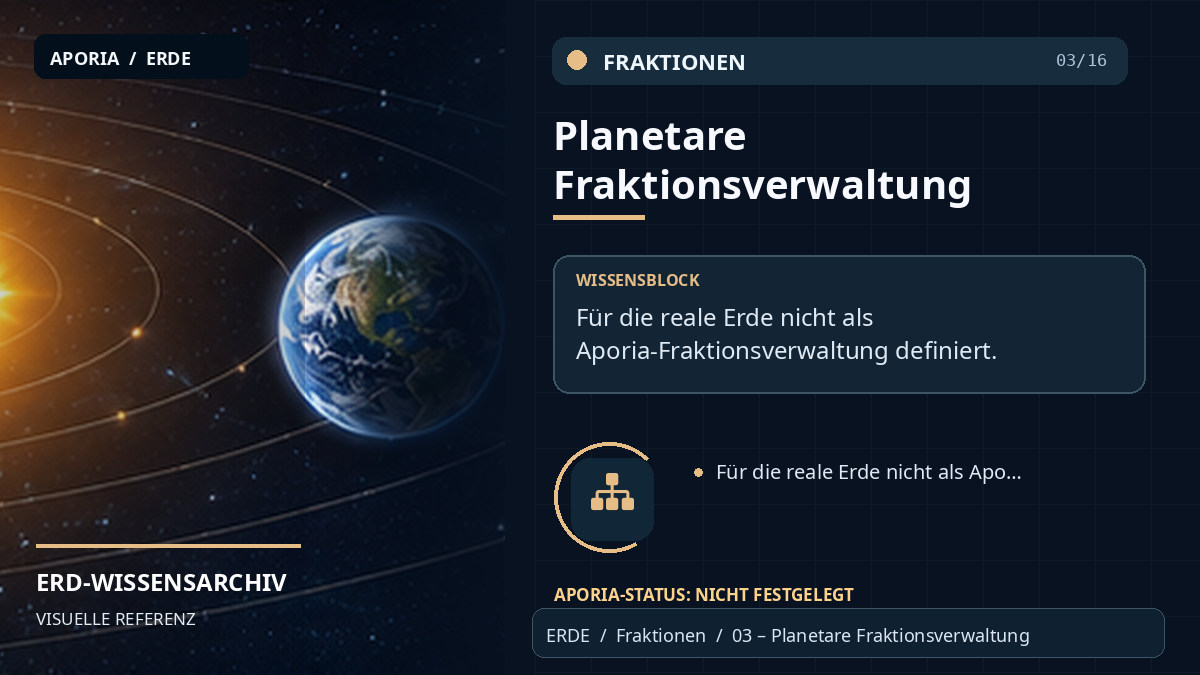 APORIA / ERDE
FRAKTIONEN
03/16
Planetare
Fraktionsverwaltung
WISSENSBLOCK
Für die reale Erde nicht als
Aporia-Fraktionsverwaltung definiert.
Für die reale Erde nicht als Apo...
ERD-WISSENSARCHIV
VISUELLE REFERENZ
APORIA-STATUS: NICHT FESTGELEGT
ERDE / Fraktionen / 03 – Planetare Fraktionsverwaltung